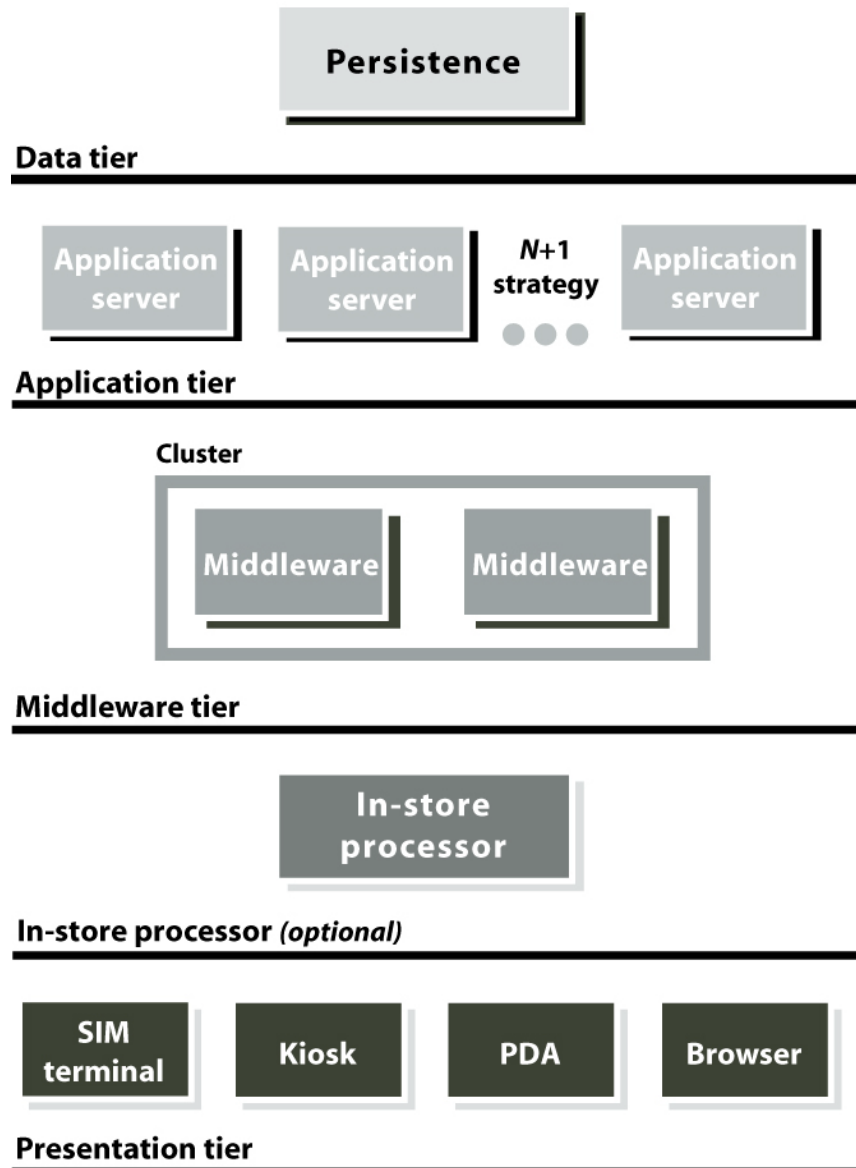 Persistence
Data tier
Application
server
Application
server
N+1
strategy
Application
server
Application tier
Cluster
Middleware
Middleware
Middleware tier
In-store
processor
In-store processor (optional)
SIM
terminal
Kiosk
PDA
Browser
Presentation tier